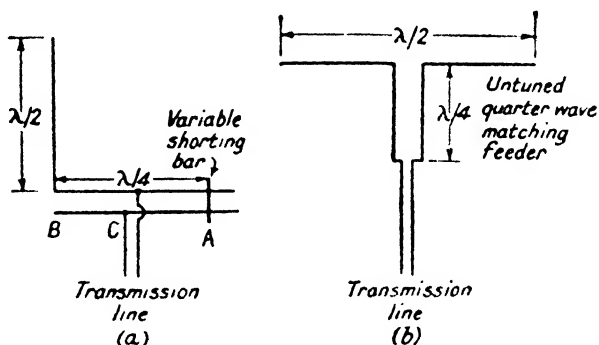 λ/2
Variable
shorting
bar
λ/4
B
C
A
Transmission
line
(a)
λ/2
λ/4
Untuned
quarter wave
matching
feeder
Transmission
line
(b)